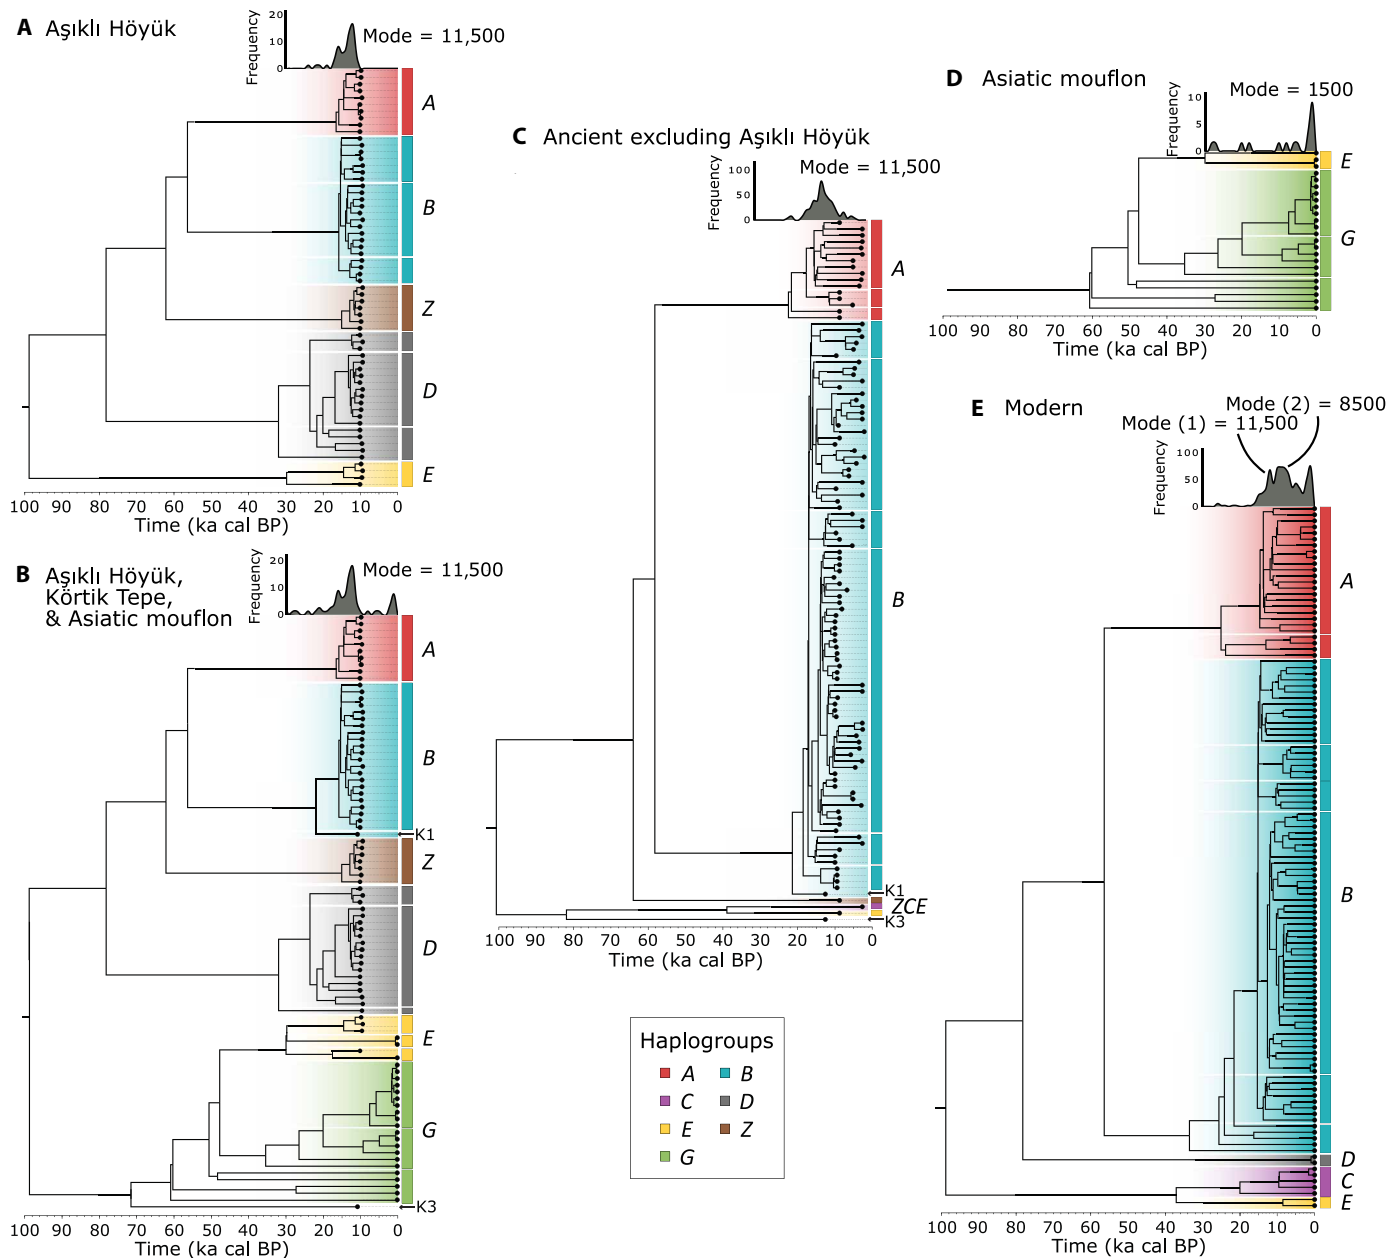 A Aşıklı Höyük
Frequency
20
10
0
Mode = 11,500
A
B
Z
D
E
100 90 80 70 60 50 40 30 20 10 0
Time (ka cal BP)
B Aşıklı Höyük,
Körtik Tepe,
& Asiatic mouflon
Frequency
20
10
0
Mode = 11,500
A
B
K1
Z
D
E
G
K3
100 90 80 70 60 50 40 30 20 10 0
Time (ka cal BP)
C Ancient excluding Aşıklı Höyük
Frequency
100
50
0
Mode = 11,500
A
B
K1
ZCE
K3
100 90 80 70 60 50 40 30 20 10 0
Time (ka cal BP)
Haplogroups
A B
C D
E Z
G
D Asiatic mouflon
Frequency
10
5
0
Mode = 1500
E
G
100 90 80 70 60 50 40 30 20 10 0
Time (ka cal BP)
E Modern
Mode (2) = 8500
Mode (1) = 11,500
Frequency
100
50
0
A
B
D
C
E
100 90 80 70 60 50 40 30 20 10 0
Time (ka cal BP)